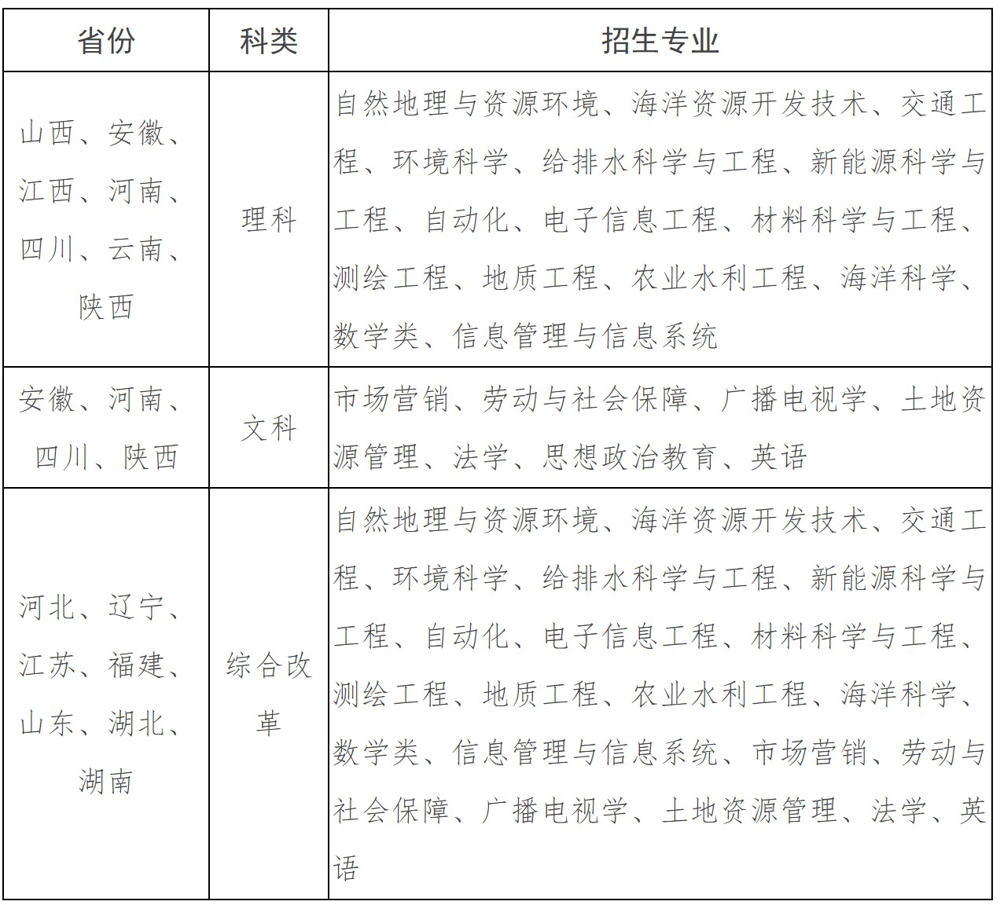 省份
科类
招生专业
山西、安徽、
江西、河南、
四川、云南、
陕西
理科
自然地理与资源环境、海洋资源开发技术、交通工
程、环境科学、给排水科学与工程、新能源科学与
工程、自动化、电子信息工程、材料科学与工程、
测绘工程、地质工程、农业水利工程、海洋科学、
数学类、信息管理与信息系统
安徽、河南、
四川、陕西
文科
市场营销、劳动与社会保障、广播电视学、土地资
源管理、法学、思想政治教育、英语
河北、辽宁、
江苏、福建、
山东、湖北、
湖南
综合改
革
自然地理与资源环境、海洋资源开发技术、交通工
程、环境科学、给排水科学与工程、新能源科学与
工程、自动化、电子信息工程、材料科学与工程、
测绘工程、地质工程、农业水利工程、海洋科学、
数学类、信息管理与信息系统、市场营销、劳动与
社会保障、广播电视学、土地资源管理、法学、英
语